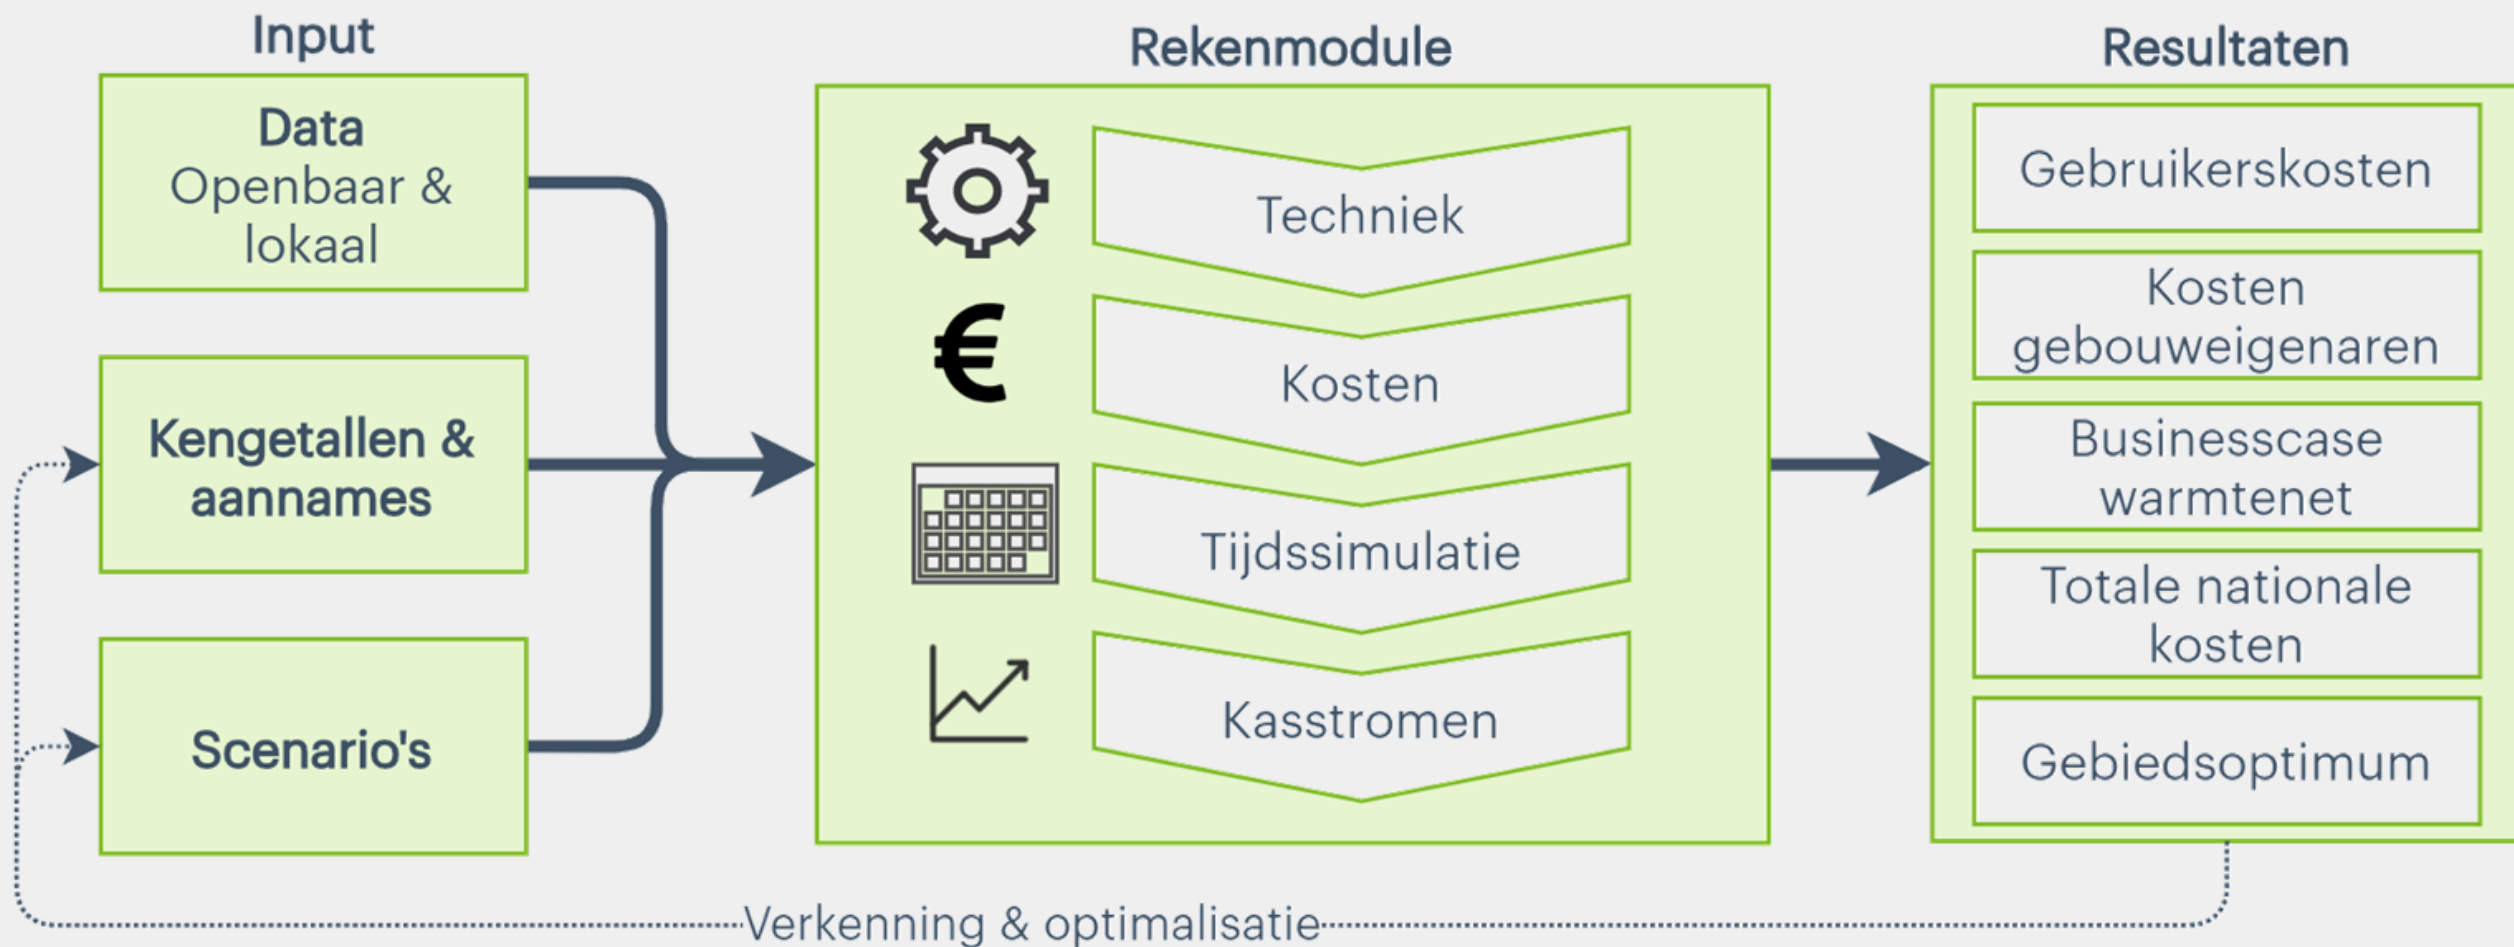 Input
Data
Openbaar &
lokaal
Kengetallen &
aannames
Scenario's
Rekenmodule
Techniek
€
Kosten
Tijdssimulatie
Kasstromen
Resultaten
Gebruikerskosten
Kosten
gebouweigenaren
Businesscase
warmtenet
Totale nationale
kosten
Gebiedsoptimum
Verkenning & optimalisatie